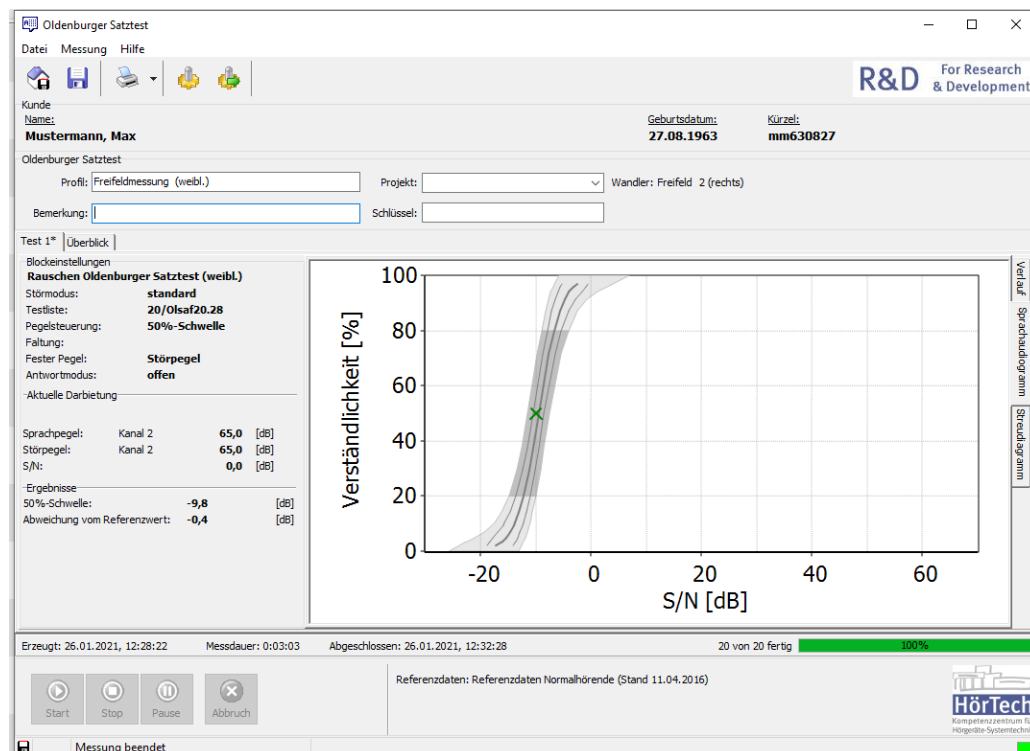 Oldenburger Satztest
Datei Messung Hilfe
R&D For Research & Development
Kunde
Name: Geburtsdatum: Kürzel:
Mustermann, Max 27.08.1963 mm630827
Oldenburger Satztest
Profil: Freifeldmessung (weibl.) Projekt: Wandler: Freifeld 2 (rechts)
Bemerkung: Schlüssel:
Test 1* Überblick
Blockeinstellungen
Rauschen Oldenburger Satztest (weibl.)
Störmodus: standard
Testliste: 20/Olsaf20.28
Pegelsteuerung: 50%-Schwelle
Faltung:
Fester Pegel: Störpegel
Antwortmodus: offen
Aktuelle Darbietung
Sprachpegel: Kanal 2 65,0 [dB]
Störpegel: Kanal 2 65,0 [dB]
S/N: 0,0 [dB]
Ergebnisse
50%-Schwelle: -9,8 [dB]
Abweichung vom Referenzwert: -0,4 [dB]
Verständlichkeit [%]
100
80
60
40
20
0
-20 0 20 40 60
S/N [dB]
Verlauf
Sprachaudiogramm
Streudiagramm
Erzeugt: 26.01.2021, 12:28:22 Messdauer: 0:03:03 Abgeschlossen: 26.01.2021, 12:32:28 20 von 20 fertig 100%
Start Stop Pause Abbruch
Referenzdaten: Referenzdaten Normalhörende (Stand 11.04.2016)
HörTech
Kompetenzzentrum für
Hörgeräte-Systemtechnik
Messung beendet